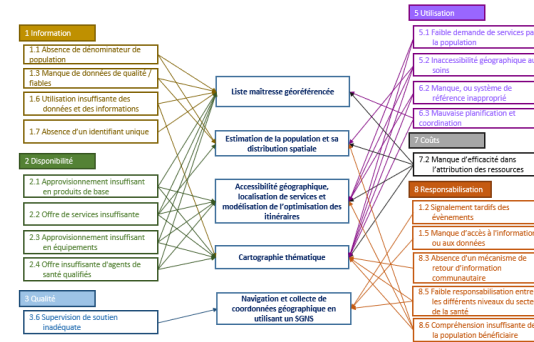 1 Information
1.1 Absence de dénominateur de
population
1.3 Manque de données de qualité /
fiables
1.6 Utilisation insuffisante des
données et des informations
1.7 Absence d'un identifiant unique
2 Disponibilité
2.1 Approvisionnement insuffisant
en produits de base
2.2 Offre de services insuffisante
2.3 Approvisionnement insuffisant
en équipements
2.4 Offre insuffisante d'agents de
santé qualifiés
3 Qualité
3.6 Supervision de soutien
inadéquate
Liste maîtresse géoréférencée
Estimation de la population et sa
distribution spatiale
Accessibilité géographique,
localisation de services et
modélisation de l'optimisation des
itinéraires
Cartographie thématique
Navigation et collecte de
coordonnées géographique en
utilisant un SGNS
5 Utilisation
5.1 Faible demande de services pa
la population
5.2 Inaccessibilité géographique au
soins
6.2 Manque, ou système de
référence inapproprié
6.3 Mauvaise planification et
coordination
7 Coûts
7.2 Manque d'efficacité dans
l'attribution des ressources
8 Responsabilisation
1.2 Signalement tardifs des
évènements
1.5 Manque d'accès à l'information
ou aux données
8.3 Absence d'un mécanisme de
retour d'information
communautaire
8.5 Faible responsabilisation entre
les différents niveaux du secte
de la santé
8.6 Compréhension insuffisante de
la population bénéficiaire